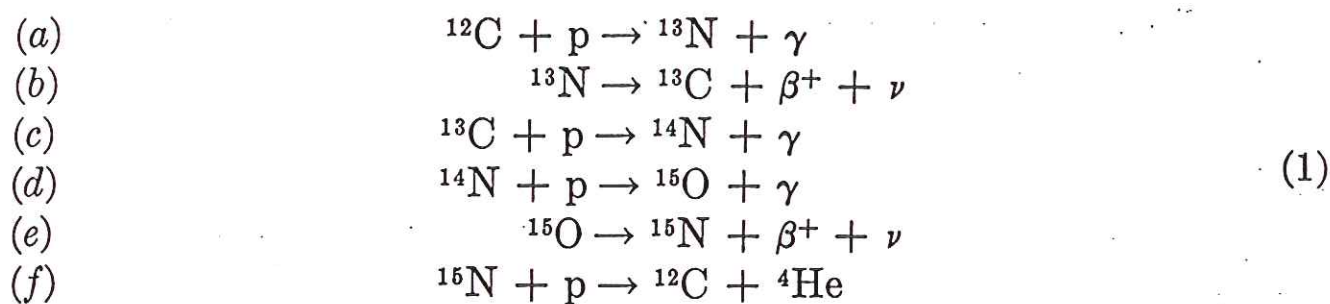 (a) ¹²C + p → ¹³N + γ
(b) ¹³N → ¹³C + β⁺ + ν
(c) ¹³C + p → ¹⁴N + γ
(d) ¹⁴N + p → ¹⁵O + γ (1)
(e) ¹⁵O → ¹⁵N + β⁺ + ν
(f) ¹⁵N + p → ¹²C + ⁴He